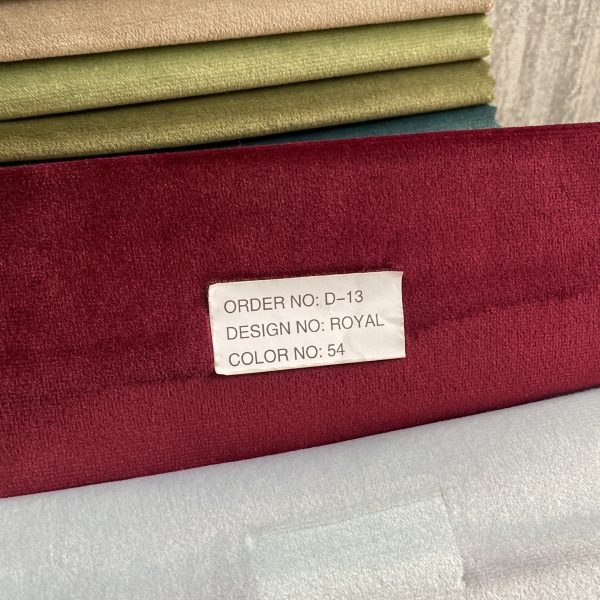 ORDER NO: D-13
DESIGN NO: ROYAL
COLOR NO: 54